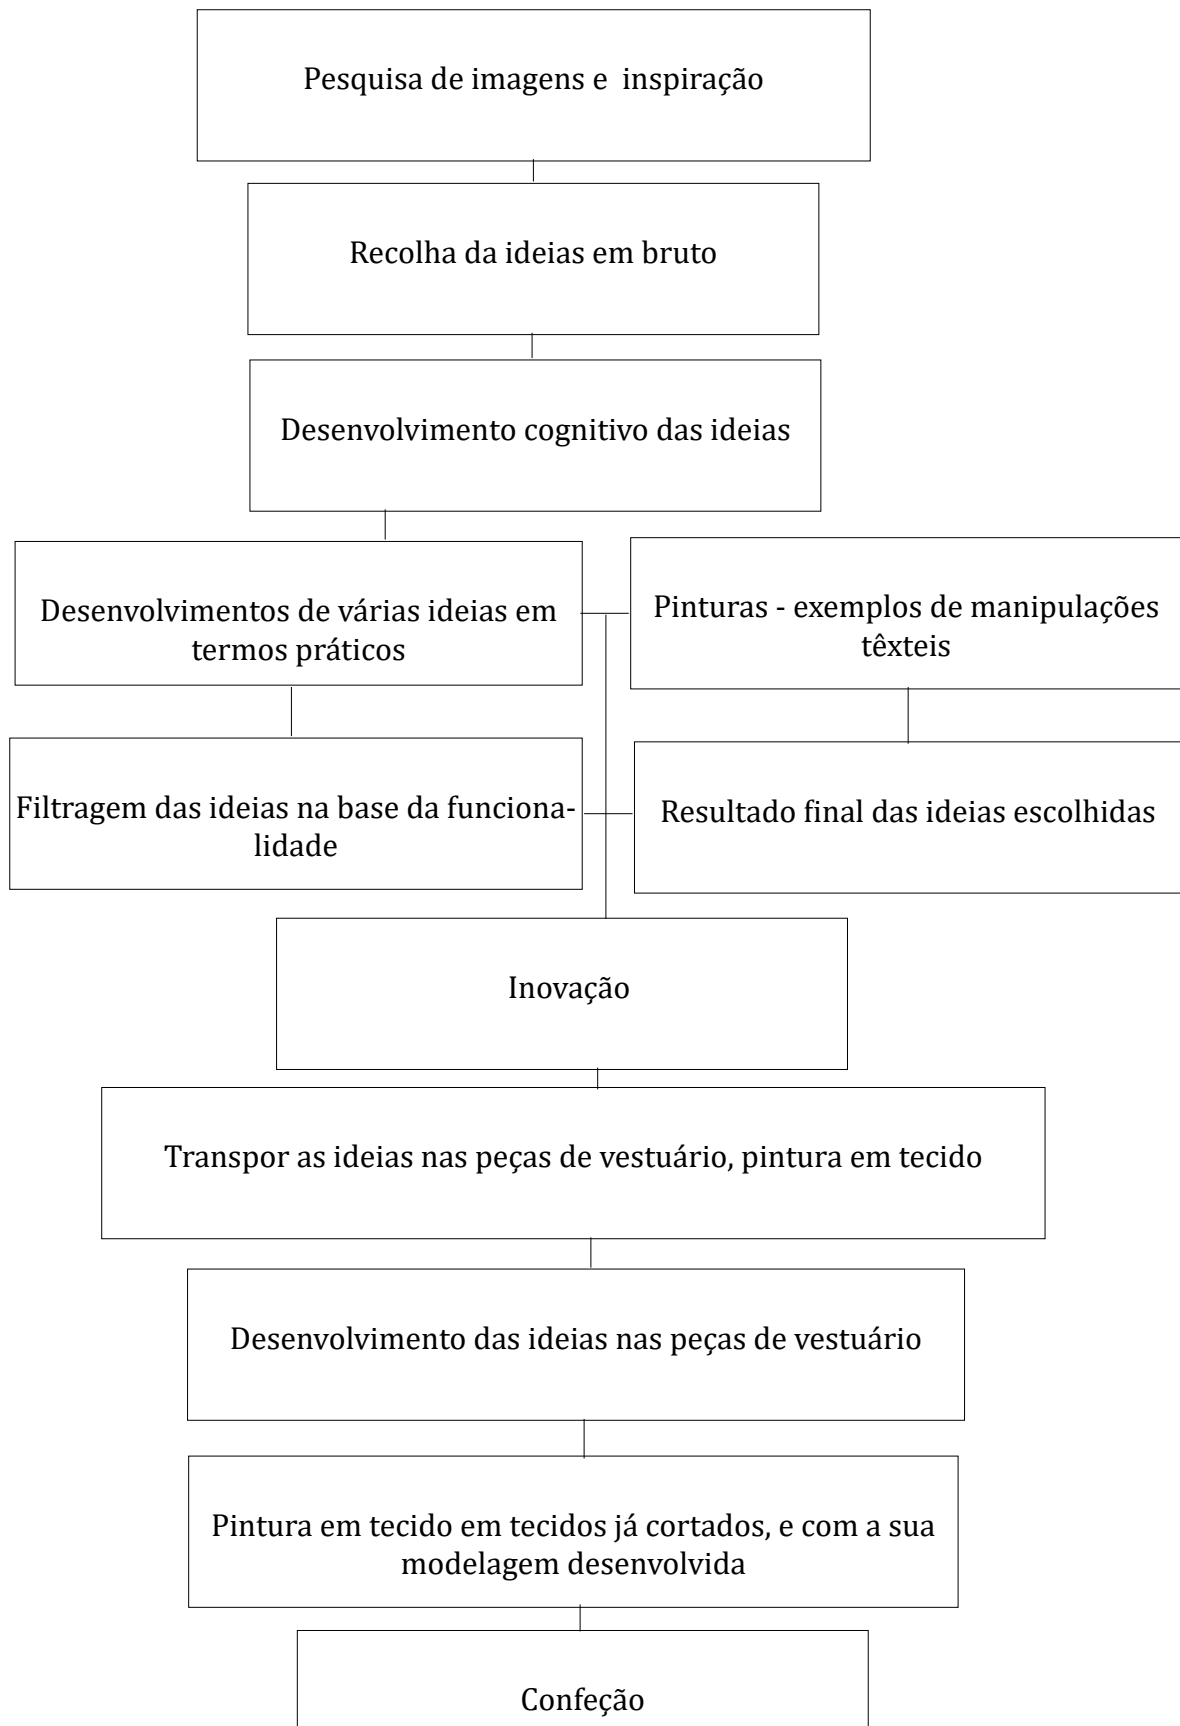 Pesquisa de imagens e  inspiração
Recolha da ideias em bruto
Desenvolvimento cognitivo das ideias
Desenvolvimentos de várias ideias em
termos práticos
Pinturas - exemplos de manipulações
têxteis
Filtragem das ideias na base da funciona-
lidade
Resultado final das ideias escolhidas
Inovação
Transpor as ideias nas peças de vestuário, pintura em tecido
Desenvolvimento das ideias nas peças de vestuário
Pintura em tecido em tecidos já cortados, e com a sua
modelagem desenvolvida
Confeção